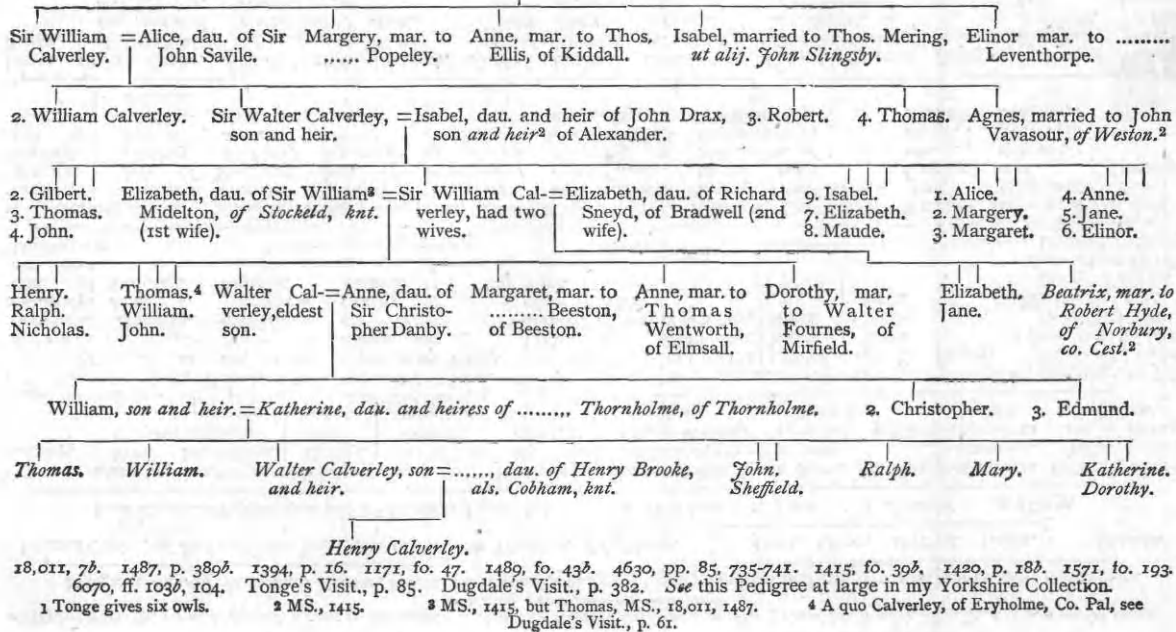 Sir William =Alice, dau. of Sir Margery, mar. to Anne, mar. to Thos. Isabel, married to Thos. Mering, Elinor mar. to .........
Calverley. John Savile. ...... Popeley. Ellis, of Kiddall. ut alij. John Slingsby. Leventhorpe.
2. William Calverley. Sir Walter Calverley, =Isabel, dau. and heir of John Drax, 3. Robert. 4. Thomas. Agnes, married to John
son and heir. son and heir² of Alexander. Vavasour, of Weston.²
2. Gilbert. Elizabeth, dau. of Sir William³ =Sir William Cal-=Elizabeth, dau. of Richard 9. Isabel. 1. Alice. 4. Anne.
3. Thomas. Midelton, of Stockeld, knt. verley, had two Sneyd, of Bradwell (2nd 7. Elizabeth. 2. Margery. 5. Jane.
4. John. (1st wife). wives. wife). 8. Maude. 3. Margaret. 6. Elinor.
Henry. Thomas.⁴ Walter Cal-=Anne, dau. of Margaret, mar. to Anne, mar. to Dorothy, mar. Elizabeth. Beatrix, mar. to
Ralph. William. verley, eldest Sir Christo- ......... Beeston, Thomas to Walter Jane. Robert Hyde,
Nicholas. John. son. pher Danby. of Beeston. Wentworth, Fournes, of of Norbury,
of Elmsall. Mirfield. co. Cest.²
William, son and heir.=Katherine, dau. and heiress of ........., Thornholme, of Thornholme. 2. Christopher. 3. Edmund.
Thomas. William. Walter Calverley, son=......, dau. of Henry Brooke, John. Ralph. Mary. Katherine.
and heir. als. Cobham, knt. Sheffield. Dorothy.
Henry Calverley.
18,011, 7b. 1487, p. 389b. 1394, p. 16. 1171, fo. 47. 1489, fo. 43b. 4630, pp. 85, 735-741. 1415, fo. 39b. 1420, p. 18b. 1571, fo. 193.
6070, ff. 103b, 104. Tonge's Visit., p. 85. Dugdale's Visit., p. 382. See this Pedigree at large in my Yorkshire Collection.
1 Tonge gives six owls. 2 MS., 1415. 3 MS., 1415, but Thomas, MS., 18,011, 1487. 4 A quo Calverley, of Eryholme, Co. Pal, see
Dugdale's Visit., p. 61.